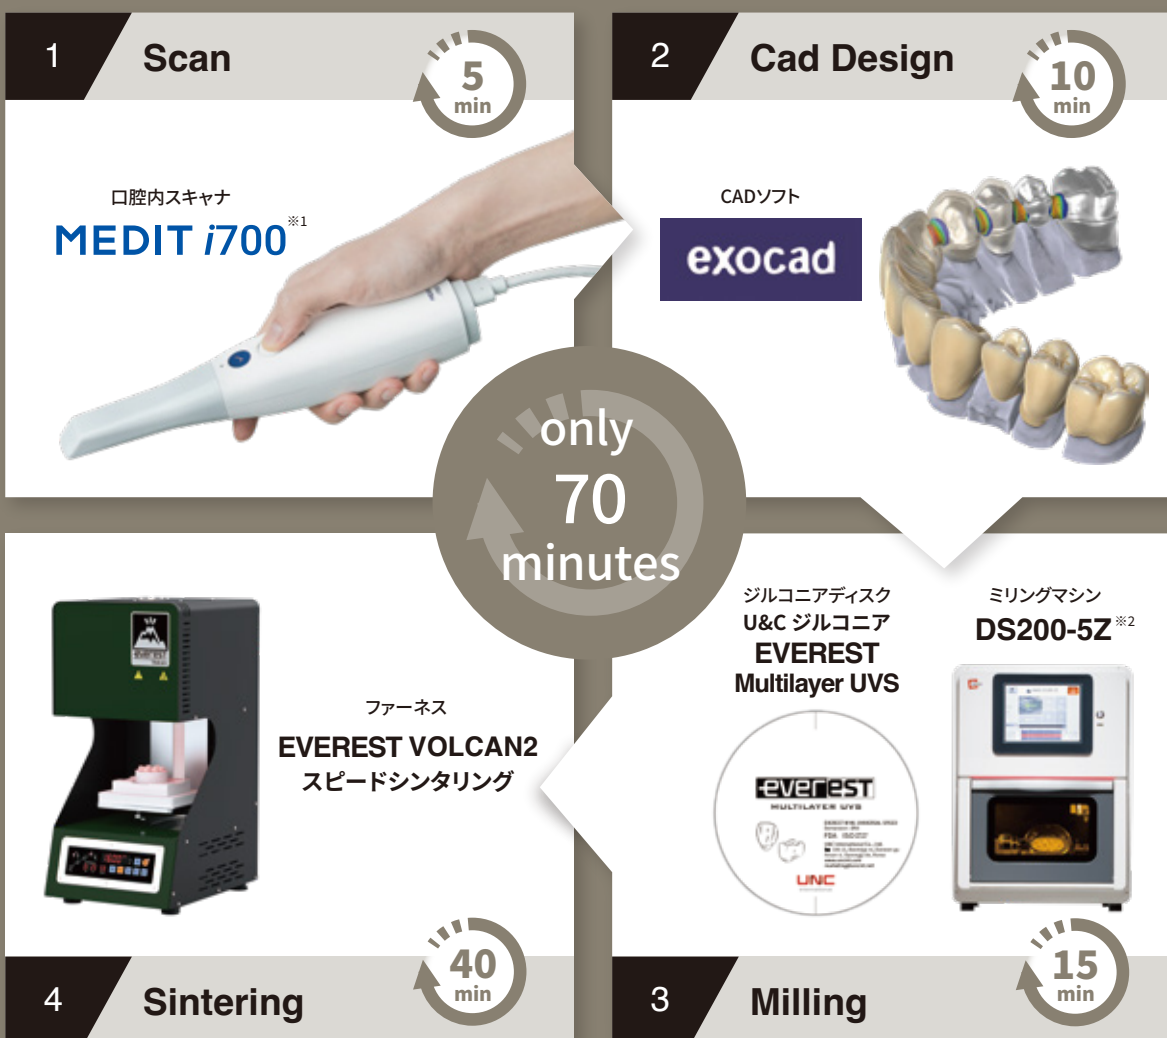 1
Scan
5
min
口腔内スキャナ
MEDIT i700※1
2
Cad Design
10
min
CADソフト
exocad
only
70
minutes
ジルコニアディスク
U&C ジルコニア
EVEREST
Multilayer UVS
ミリングマシン
DS200-5Z※2
everest
MULTILAYER UVS
UNC
3
Milling
15
min
ファーネス
EVEREST VOLCAN2
スピードシンタリング
EVEREST
4
Sintering
40
min